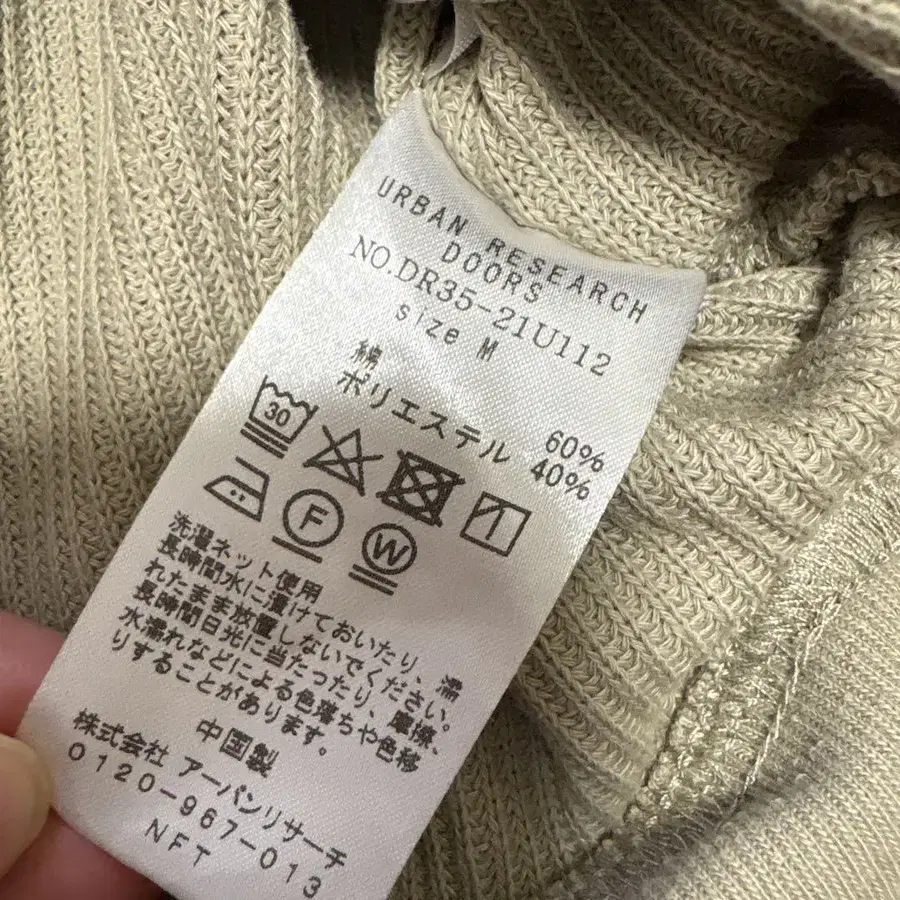 URBAN RESEARCH
DOORS
NO.DR35-21U112
size M
綿 60%
ポリエステル 40%
30
F
W
洗濯ネット使用
長時間水に漬けておいたり、濡
れたまま放置しないでください。
長時間日光に当たったり、摩擦、
水濡れなどによる色落ちや色移
りすることがあります。
中国製
株式会社 アーバンリサーチ
0120-967-013
NFT